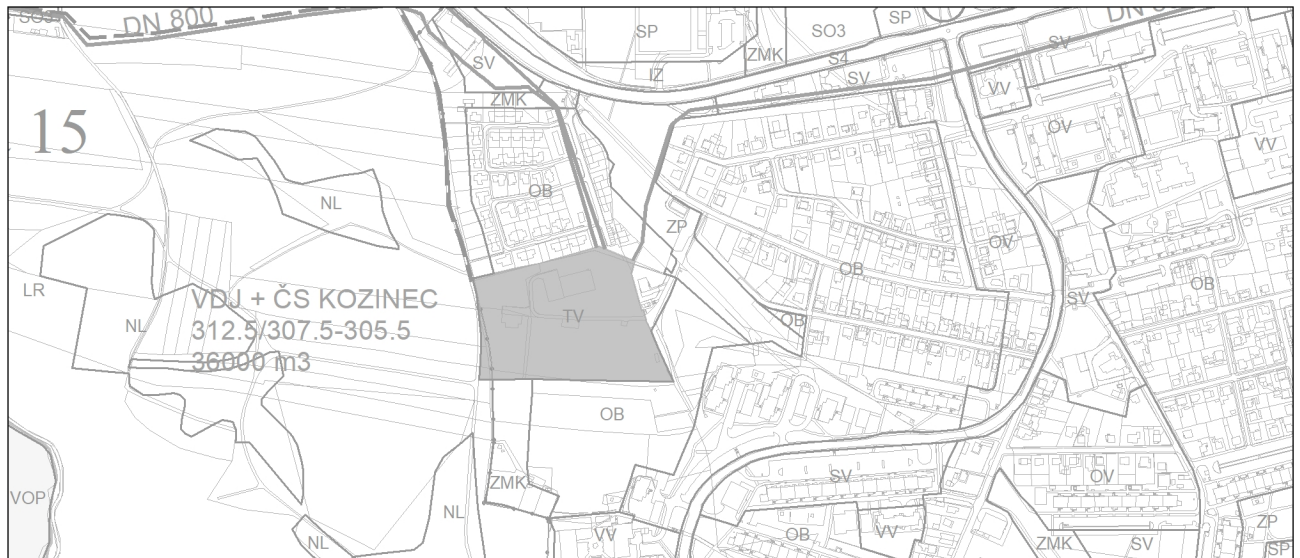 SO3
DN 800
SP
SO3
SP
ZMK
IZ
S4
SV
SV
SV
ZMK
VV
OV
VV
15
NL
OB
ZP
OB
OV
SV
OB
LR
NL
VDJ + ČS KOZINEC
312.5/307.5-305.5
36000 m3
TV
OB
OB
VOP
NL
ZMK
NL
VV
SV
OB
VV
OV
ZMK
SV
ZP
SP